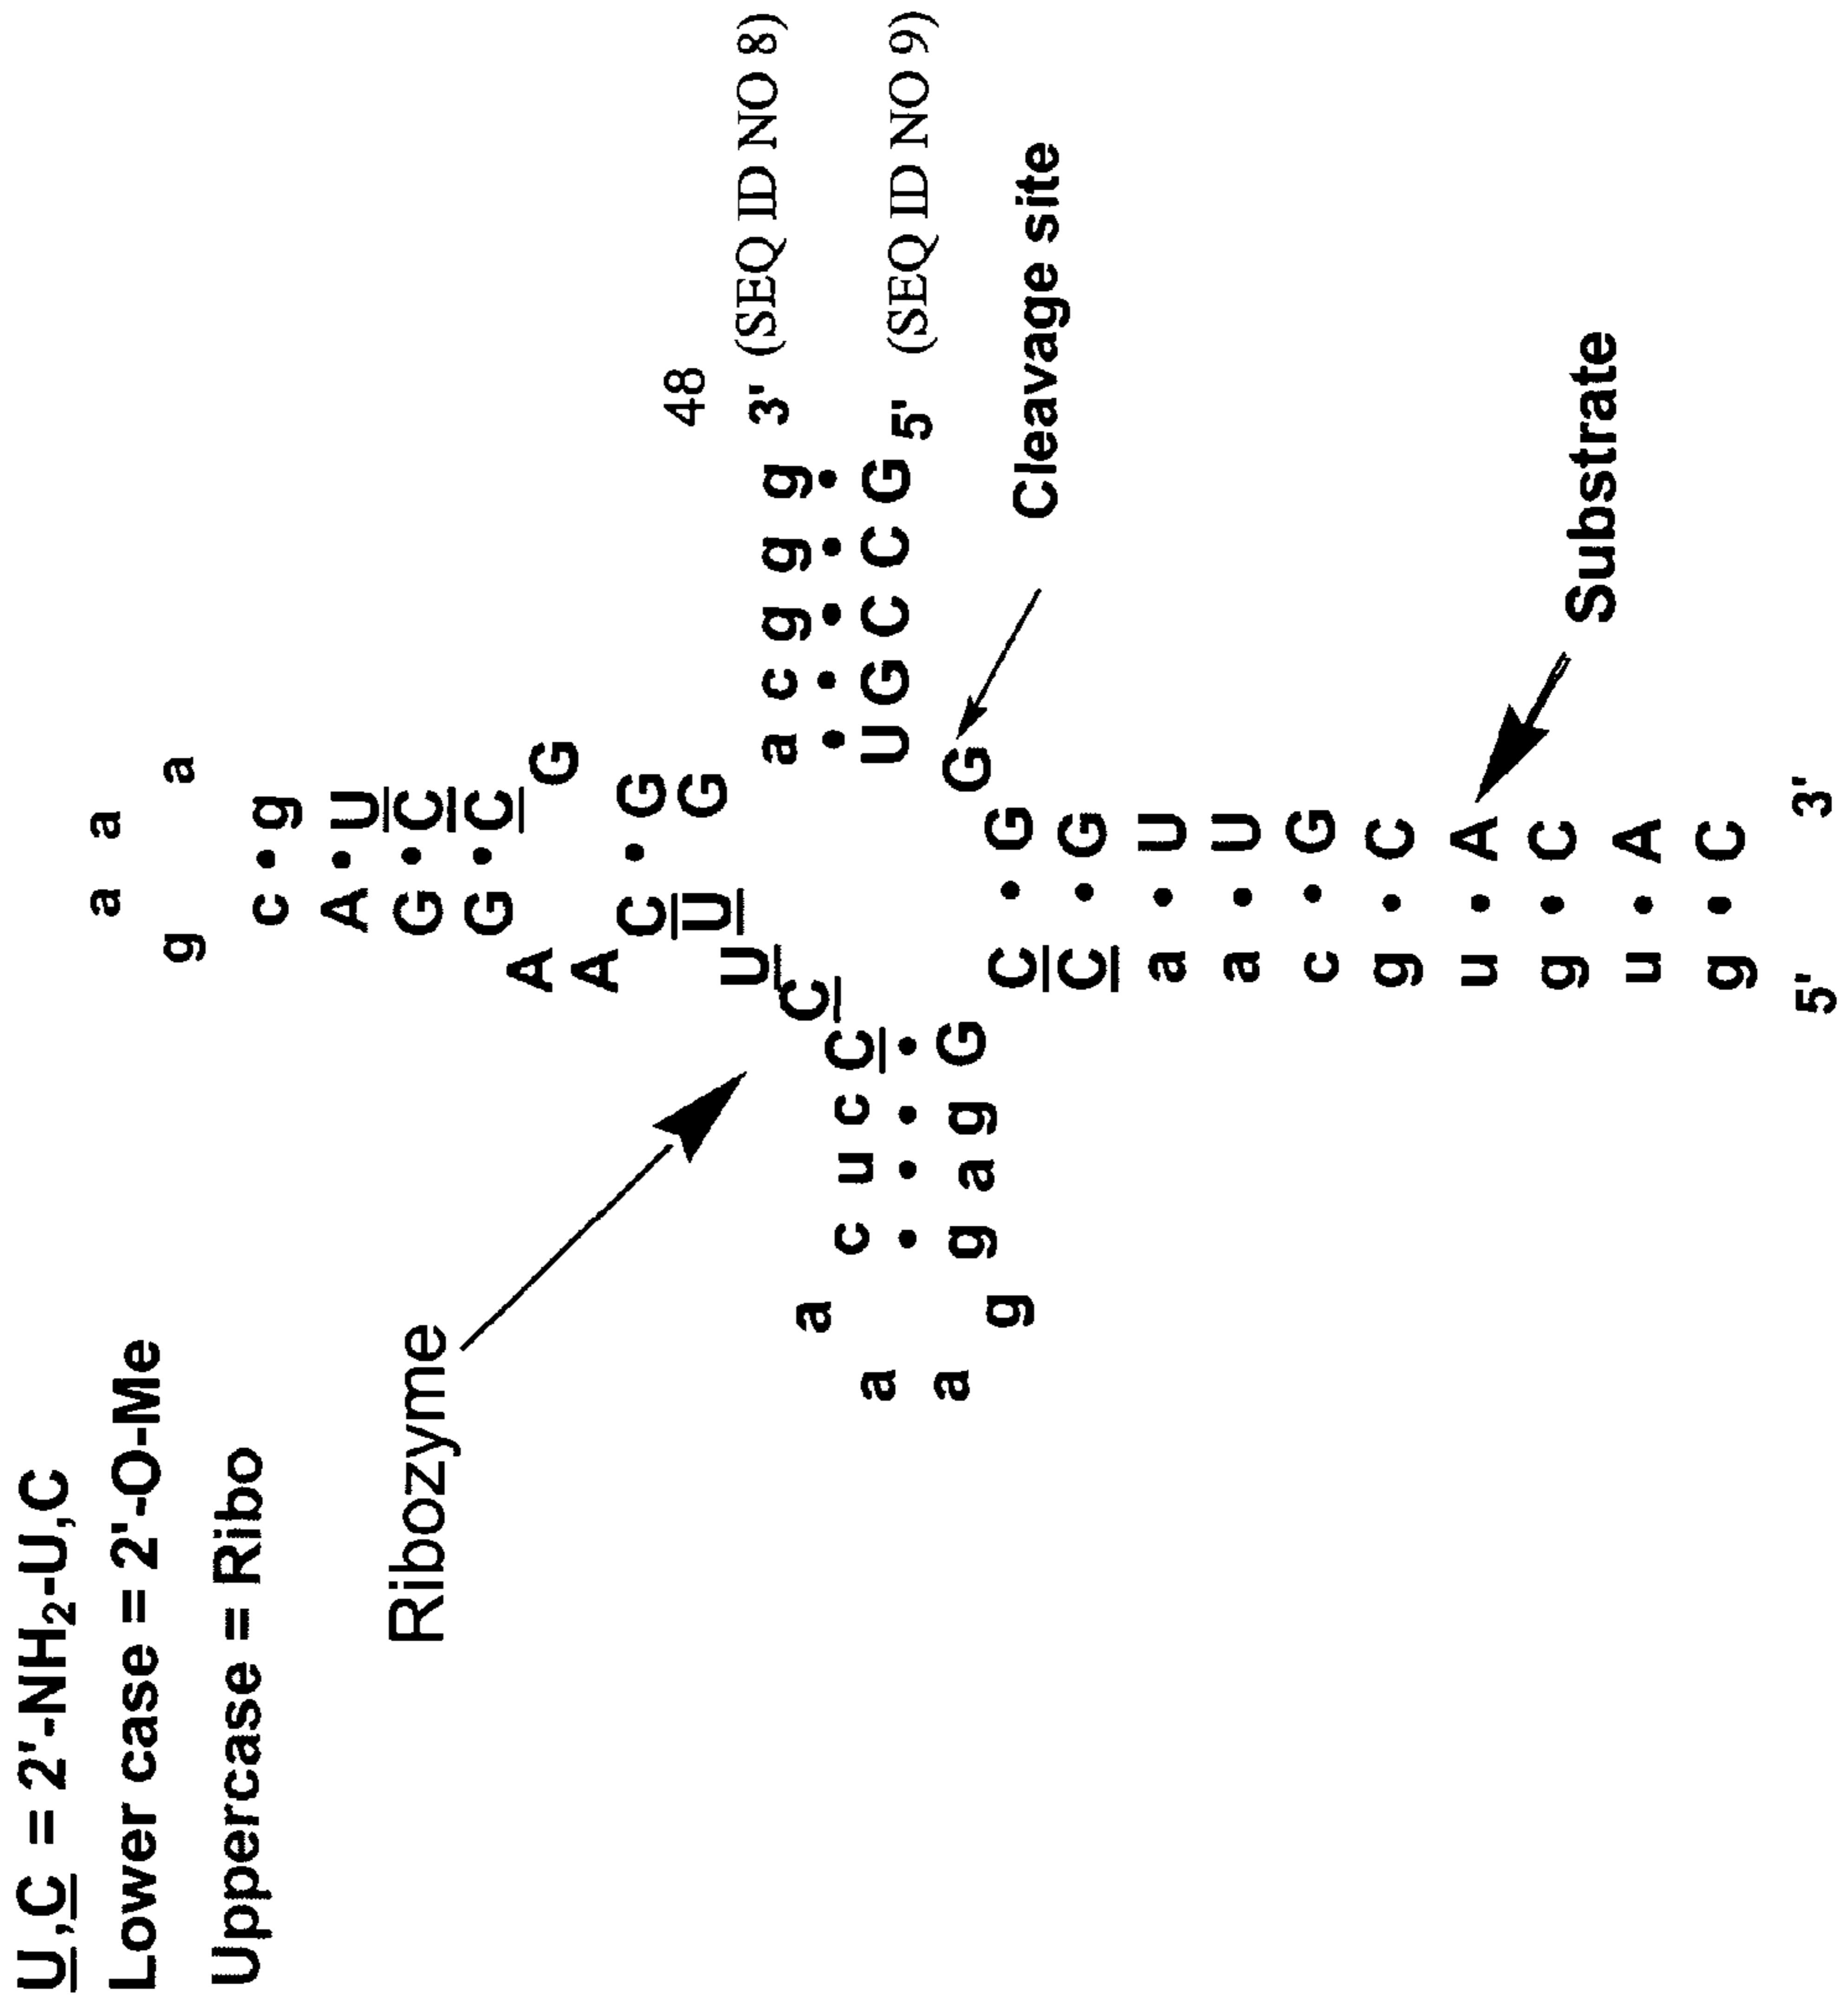 U,C = 2'-NH₂-U,C
Lower case = 2'-O-Me
Uppercase = Ribo
Ribozyme
a a
g a
c • g
A • U
G • C
G • C
A G
A
C • G
U G
U
C
48
a c g g g 3' (SEQ ID NO 8)
• • • • •
U G C C G 5' (SEQ ID NO 9)
a c u c C
a • • • •
a g a g G
g
G
Cleavage site
C • G
C • G
a • U
a • U
c • G
g • C
u • A
g • C
Substrate
u • A
g • C
5' 3'